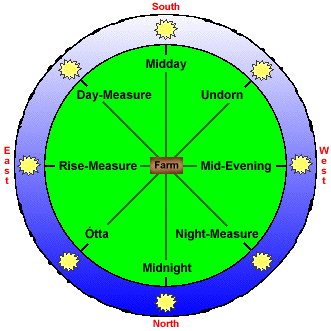 South
Midday
Day-Measure
Undorn
East
Rise-Measure
Farm
Mid-Evening
West
Ótta
Night-Measure
Midnight
North